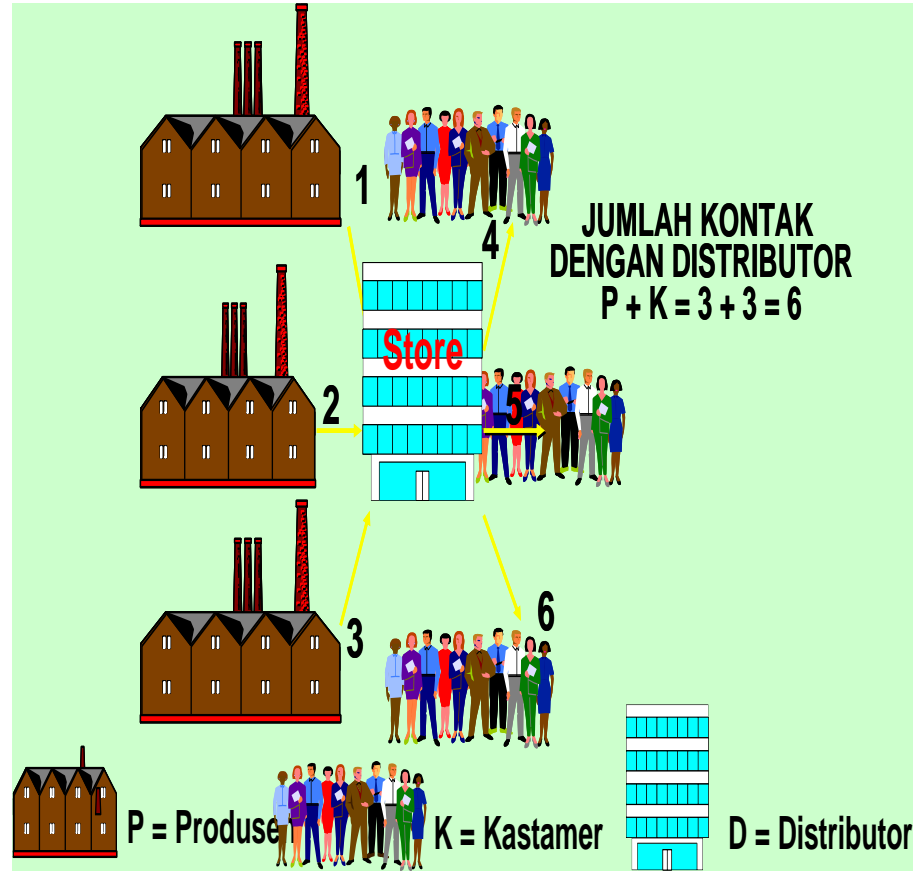 1
4
JUMLAH KONTAK
DENGAN DISTRIBUTOR
P + K = 3 + 3 = 6
Store
2
5
3
6
P = Produse
K = Kastamer
D = Distributor